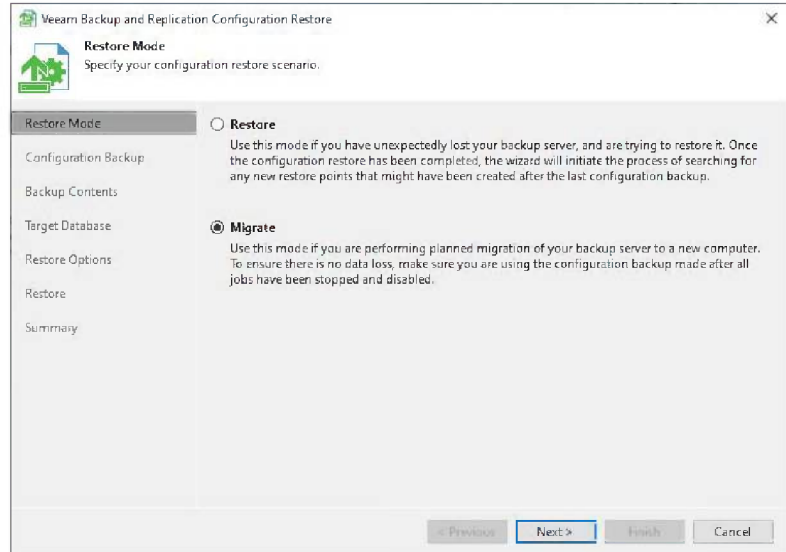 Veeam Backup and Replication Configuration Restore
Restore Mode
Specify your configuration restore scenario.
Restore Mode
Configuration Backup
Backup Contents
Target Database
Restore Options
Restore
Summary
Restore
Use this mode if you have unexpectedly lost your backup server, and are trying to restore it. Once
the configuration restore has been completed, the wizard will initiate the process of searching for
any new restore points that might have been created after the last configuration backup.
Migrate
Use this mode if you are performing planned migration of your backup server to a new computer.
To ensure there is no data loss, make sure you are using the configuration backup made after all
jobs have been stopped and disabled.
< Previous
Next >
Finish
Cancel